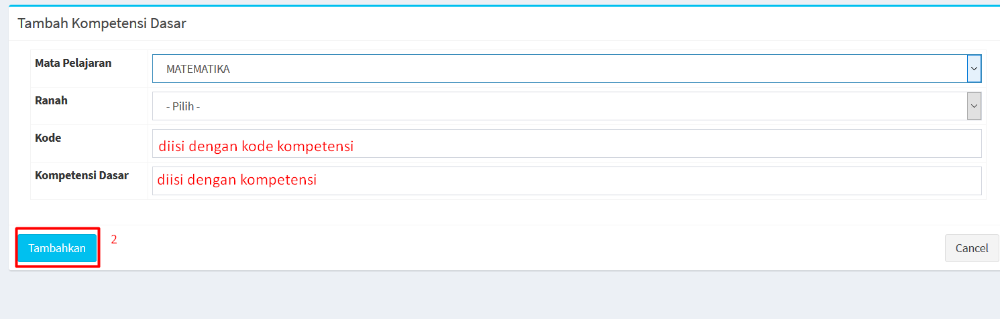 Tambah Kompetensi Dasar
Mata Pelajaran
MATEMATIKA
Ranah
- Pilih -
Kode
diisi dengan kode kompetensi
Kompetensi Dasar
diisi dengan kompetensi
Tambahkan
2
Cancel